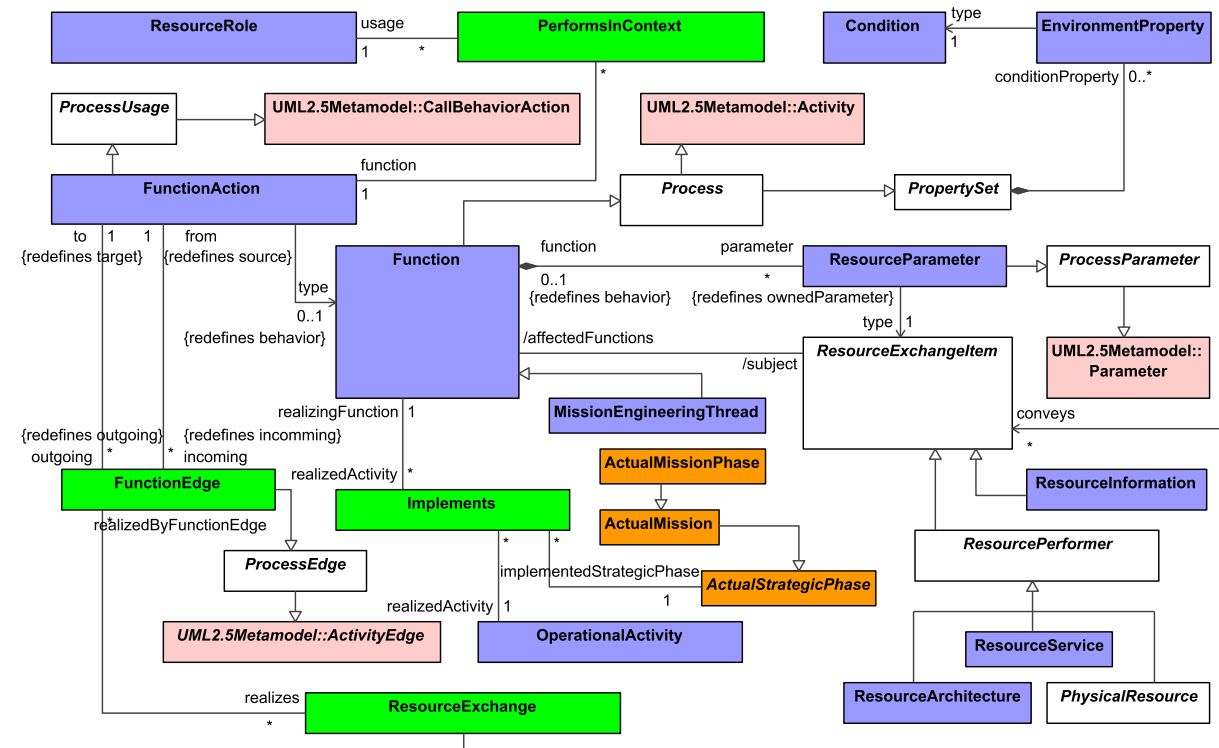 ResourceRole
usage
1
*
PerformsInContext
*
Condition
type
1
EnvironmentProperty
conditionProperty
0..*
ProcessUsage
UML2.5Metamodel::CallBehaviorAction
UML2.5Metamodel::Activity
function
1
FunctionAction
Process
PropertySet
to
1
1
from
{redefines target}
{redefines source}
type
0..1
{redefines behavior}
Function
function
0..1
{redefines behavior}
parameter
*
{redefines ownedParameter}
ResourceParameter
ProcessParameter
type
1
/affectedFunctions
/subject
ResourceExchangeItem
UML2.5Metamodel::
Parameter
MissionEngineeringThread
realizingFunction
1
conveys
*
{redefines outgoing}
{redefines incomming}
outgoing
*
*
incoming
realizedActivity
*
ActualMissionPhase
FunctionEdge
*
realizedByFunctionEdge
Implements
ActualMission
ResourceInformation
*
*
ResourcePerformer
ProcessEdge
implementedStrategicPhase
1
ActualStrategicPhase
realizedActivity
1
UML2.5Metamodel::ActivityEdge
OperationalActivity
ResourceService
ResourceArchitecture
PhysicalResource
realizes
*
ResourceExchange